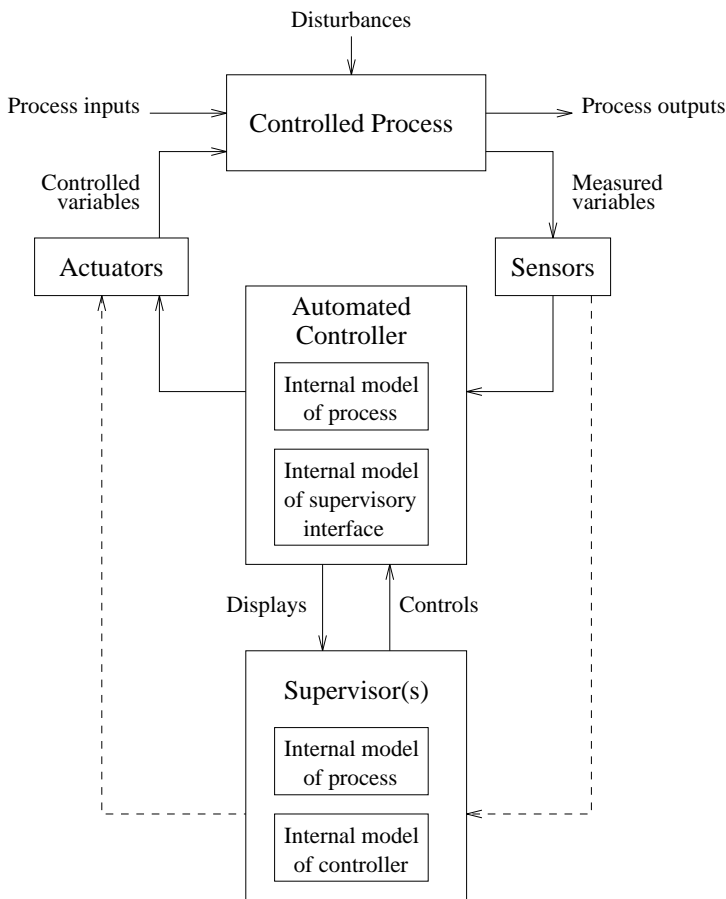 Disturbances
Process inputs
Controlled Process
Process outputs
Controlled
variables
Measured
variables
Actuators
Sensors
Automated
Controller
Internal model
of process
Internal model
of supervisory
interface
Displays
Controls
Supervisor(s)
Internal model
of process
Internal model
of controller